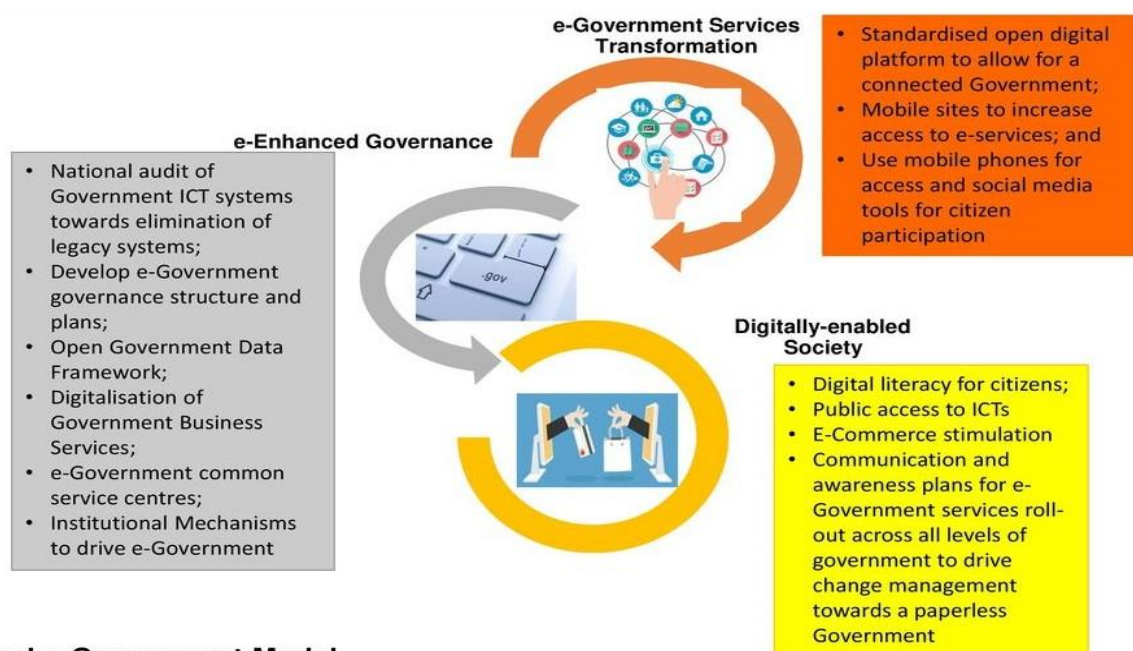 e-Government Services
Transformation
• Standardised open digital
platform to allow for a
connected Government;
• Mobile sites to increase
access to e-services; and
• Use mobile phones for
access and social media
tools for citizen
participation
e-Enhanced Governance
• National audit of
Government ICT systems
towards elimination of
legacy systems;
• Develop e-Government
governance structure and
plans;
• Open Government Data
Framework;
• Digitalisation of
Government Business
Services;
• e-Government common
service centres;
• Institutional Mechanisms
to drive e-Government
.gov
Digitally-enabled
Society
• Digital literacy for citizens;
• Public access to ICTs
• E-Commerce stimulation
• Communication and
awareness plans for e-
Government services roll-
out across all levels of
government to drive
change management
towards a paperless
Government